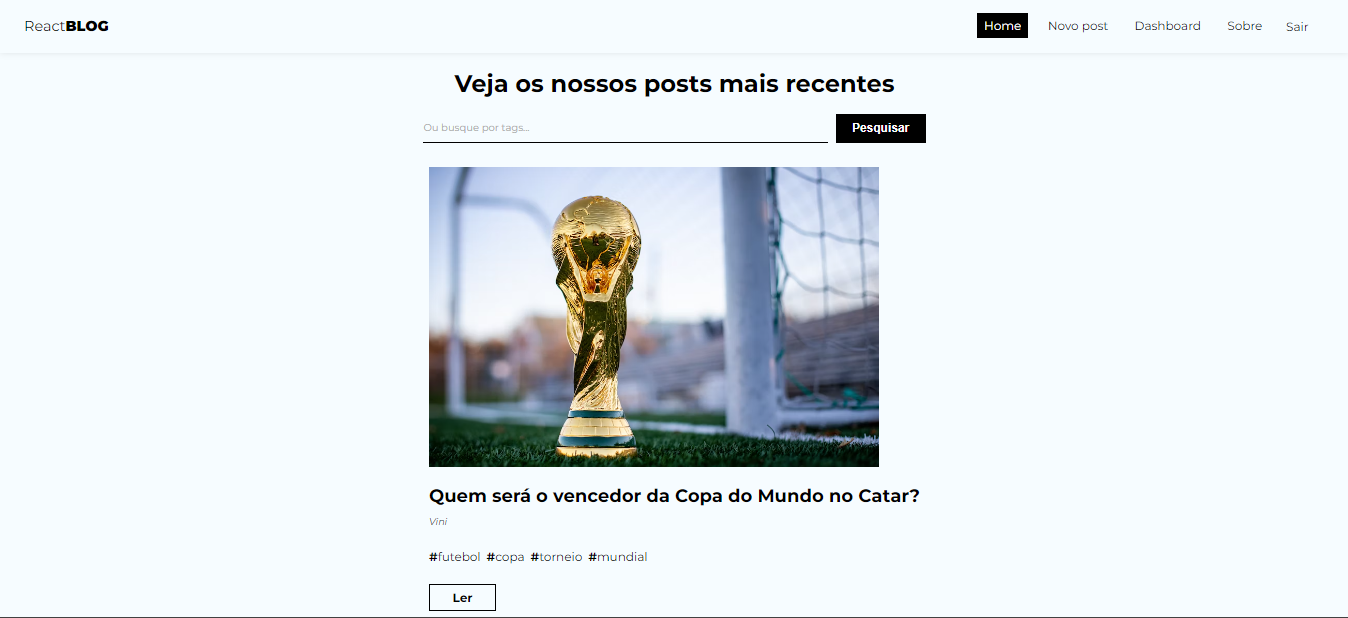 ReactBLOG Home Novo post Dashboard Sobre Sair
Veja os nossos posts mais recentes
Ou busque por tags... Pesquisar
Quem será o vencedor da Copa do Mundo no Catar?
Vini
#futebol #copa #torneio #mundial
Ler